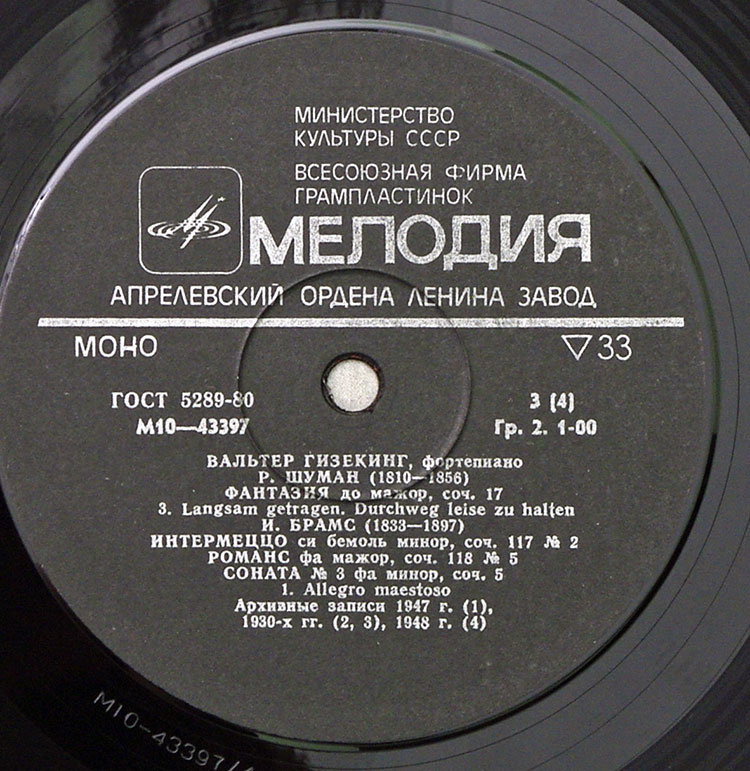 МИНИСТЕРСТВО
КУЛЬТУРЫ СССР
ВСЕСОЮЗНАЯ ФИРМА
ГРАМПЛАСТИНОК
МЕЛОДИЯ
АПРЕЛЕВСКИЙ ОРДЕНА ЛЕНИНА ЗАВОД
МОНО ▽33
ГОСТ 5289-80 3 (4)
М10—43397 Гр. 2. 1-00
ВАЛЬТЕР ГИЗЕКИНГ, фортепиано
Р. ШУМАН (1810—1856)
ФАНТАЗИЯ до мажор, соч. 17
3. Langsam getragen. Durchweg leise zu halten
И. БРАМС (1833—1897)
ИНТЕРМЕЦЦО си бемоль минор, соч. 117 № 2
РОМАНС фа мажор, соч. 118 № 5
СОНАТА № 3 фа минор, соч. 5
1. Allegro maestoso
Архивные записи 1947 г. (1),
1930-х гг. (2, 3), 1948 г. (4)
М10-43397/